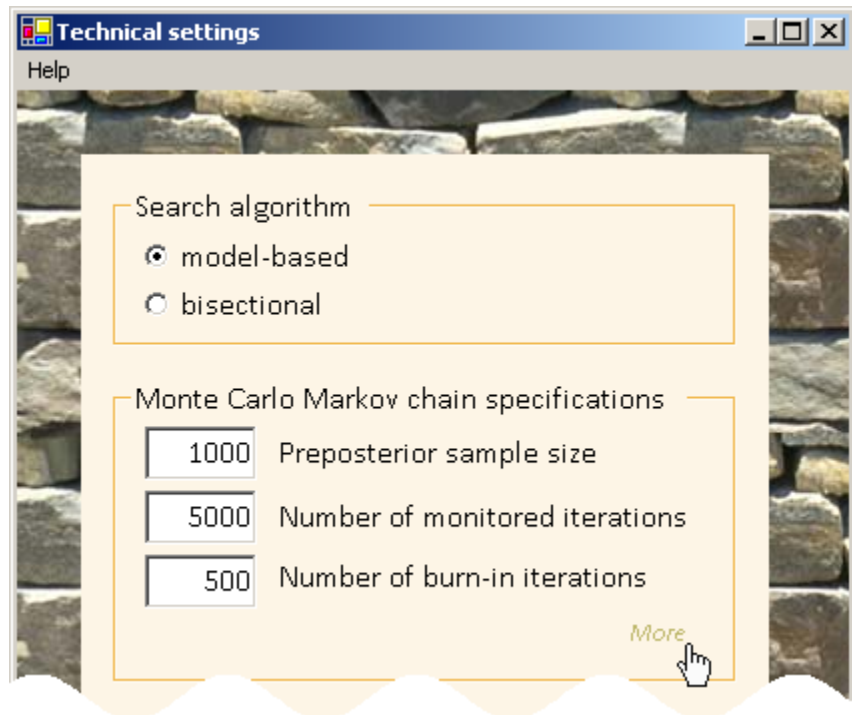 Technical settings
Help
Search algorithm
model-based
bisectional
Monte Carlo Markov chain specifications
1000 Preposterior sample size
5000 Number of monitored iterations
500 Number of burn-in iterations
More